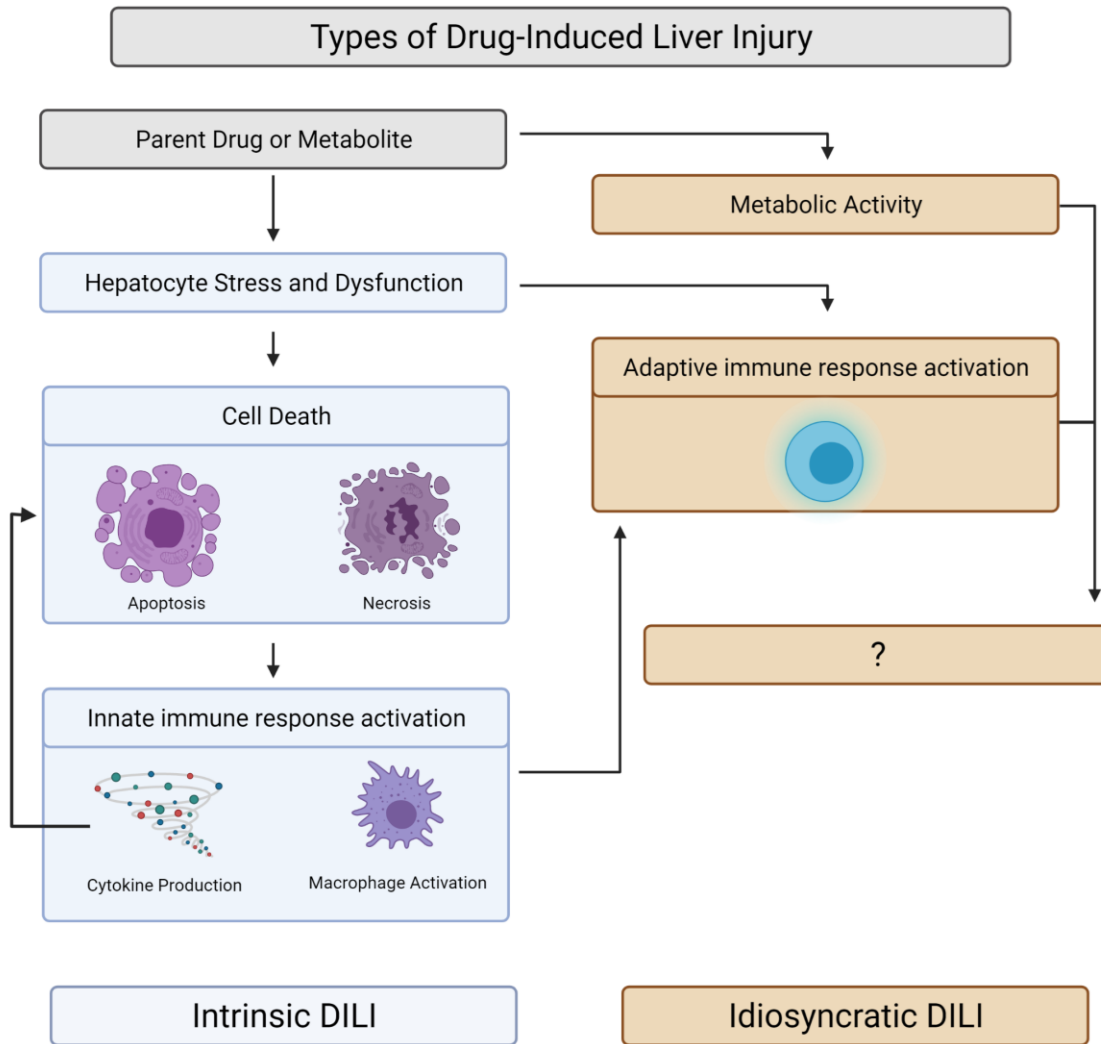 Types of Drug-Induced Liver Injury
Parent Drug or Metabolite
Metabolic Activity
Hepatocyte Stress and Dysfunction
Adaptive immune response activation
Cell Death
Apoptosis
Necrosis
?
Innate immune response activation
Cytokine Production
Macrophage Activation
Intrinsic DILI
Idiosyncratic DILI